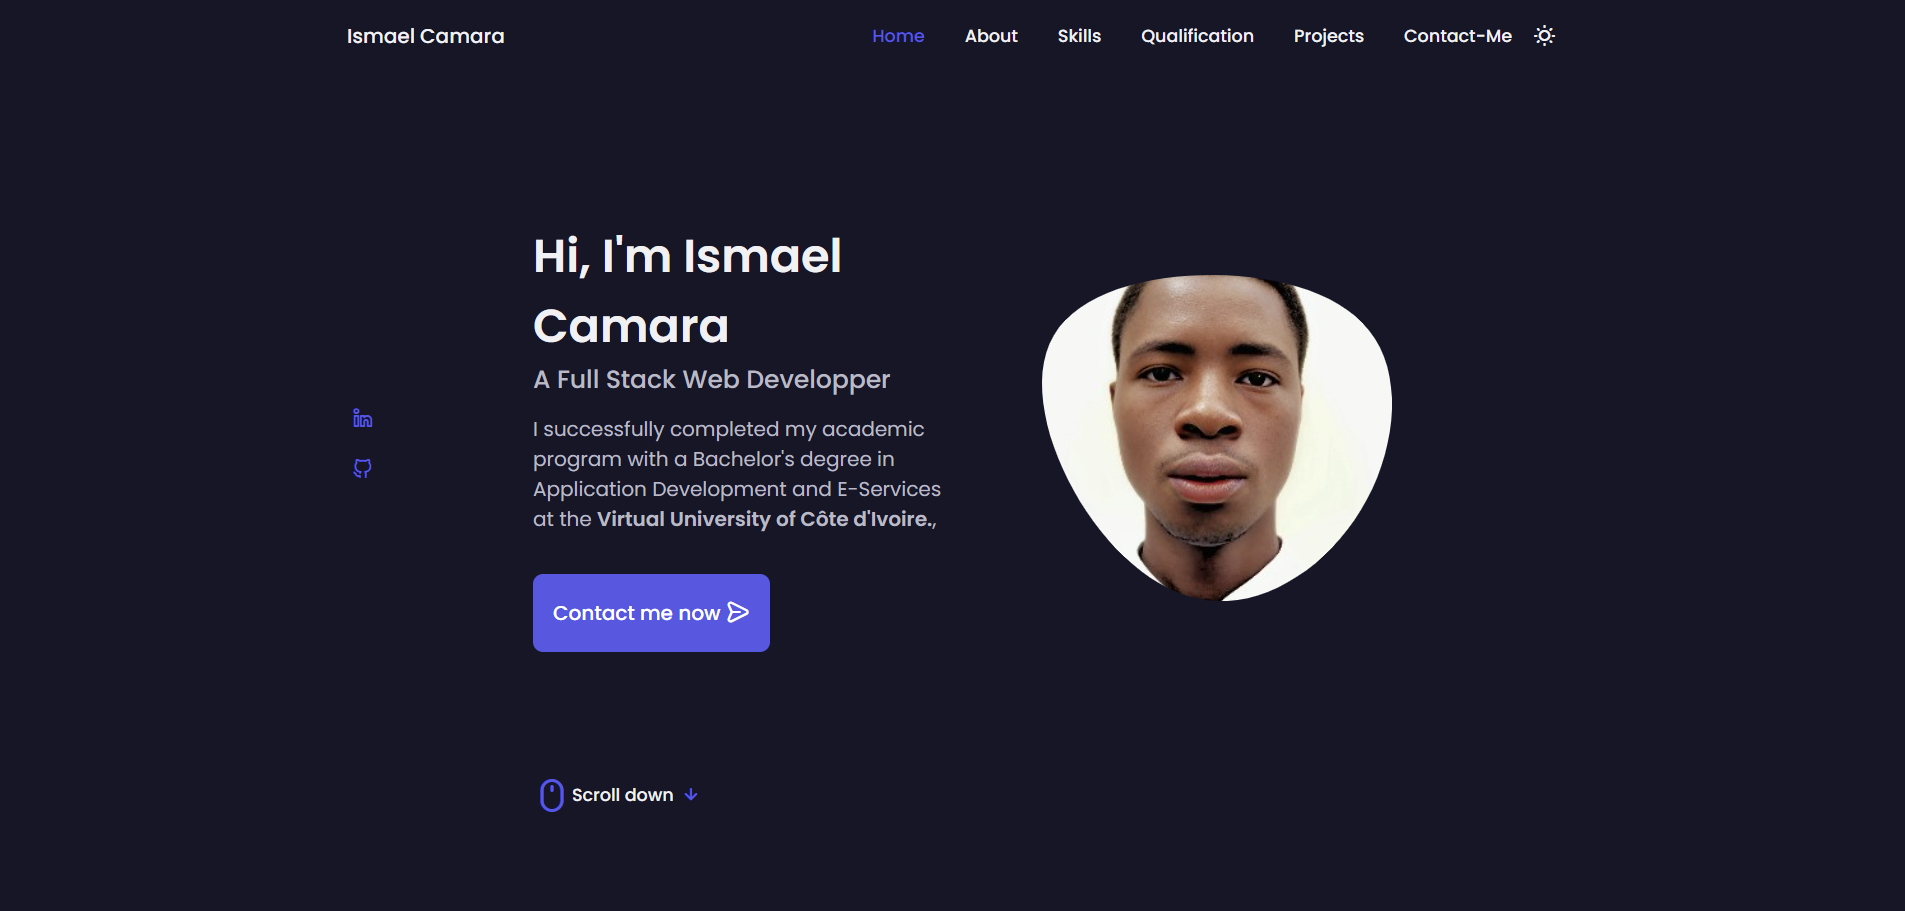 Ismael Camara
Home About Skills Qualification Projects Contact-Me
Hi, I'm Ismael
Camara
A Full Stack Web Developper
I successfully completed my academic
program with a Bachelor's degree in
Application Development and E-Services
at the Virtual University of Côte d'Ivoire.,
Contact me now
Scroll down